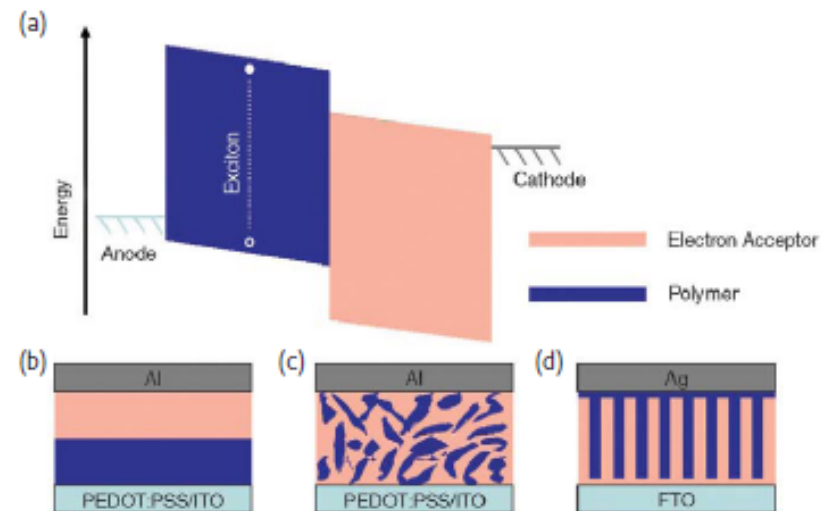 (a)
Energy
Exciton
Anode
Cathode
Electron Acceptor
Polymer
(b)
Al
PEDOT:PSS/ITO
(c)
Al
PEDOT:PSS/ITO
(d)
Ag
FTO